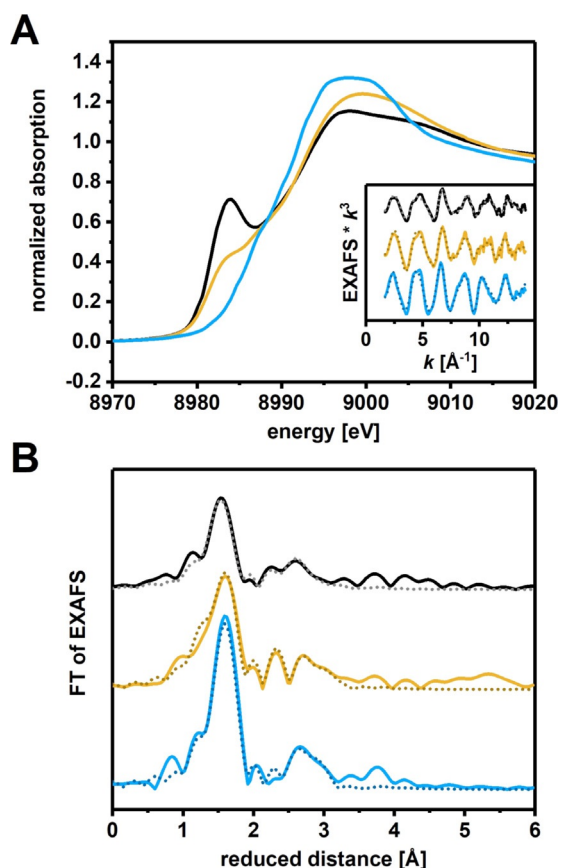 A
normalized absorption
1.4
1.2
1.0
0.8
0.6
0.4
0.2
0.0
-0.2
8970 8980 8990 9000 9010 9020
energy [eV]
EXAFS * k³
0 5 10
k [Å⁻¹]
B
FT of EXAFS
0 1 2 3 4 5 6
reduced distance [Å]